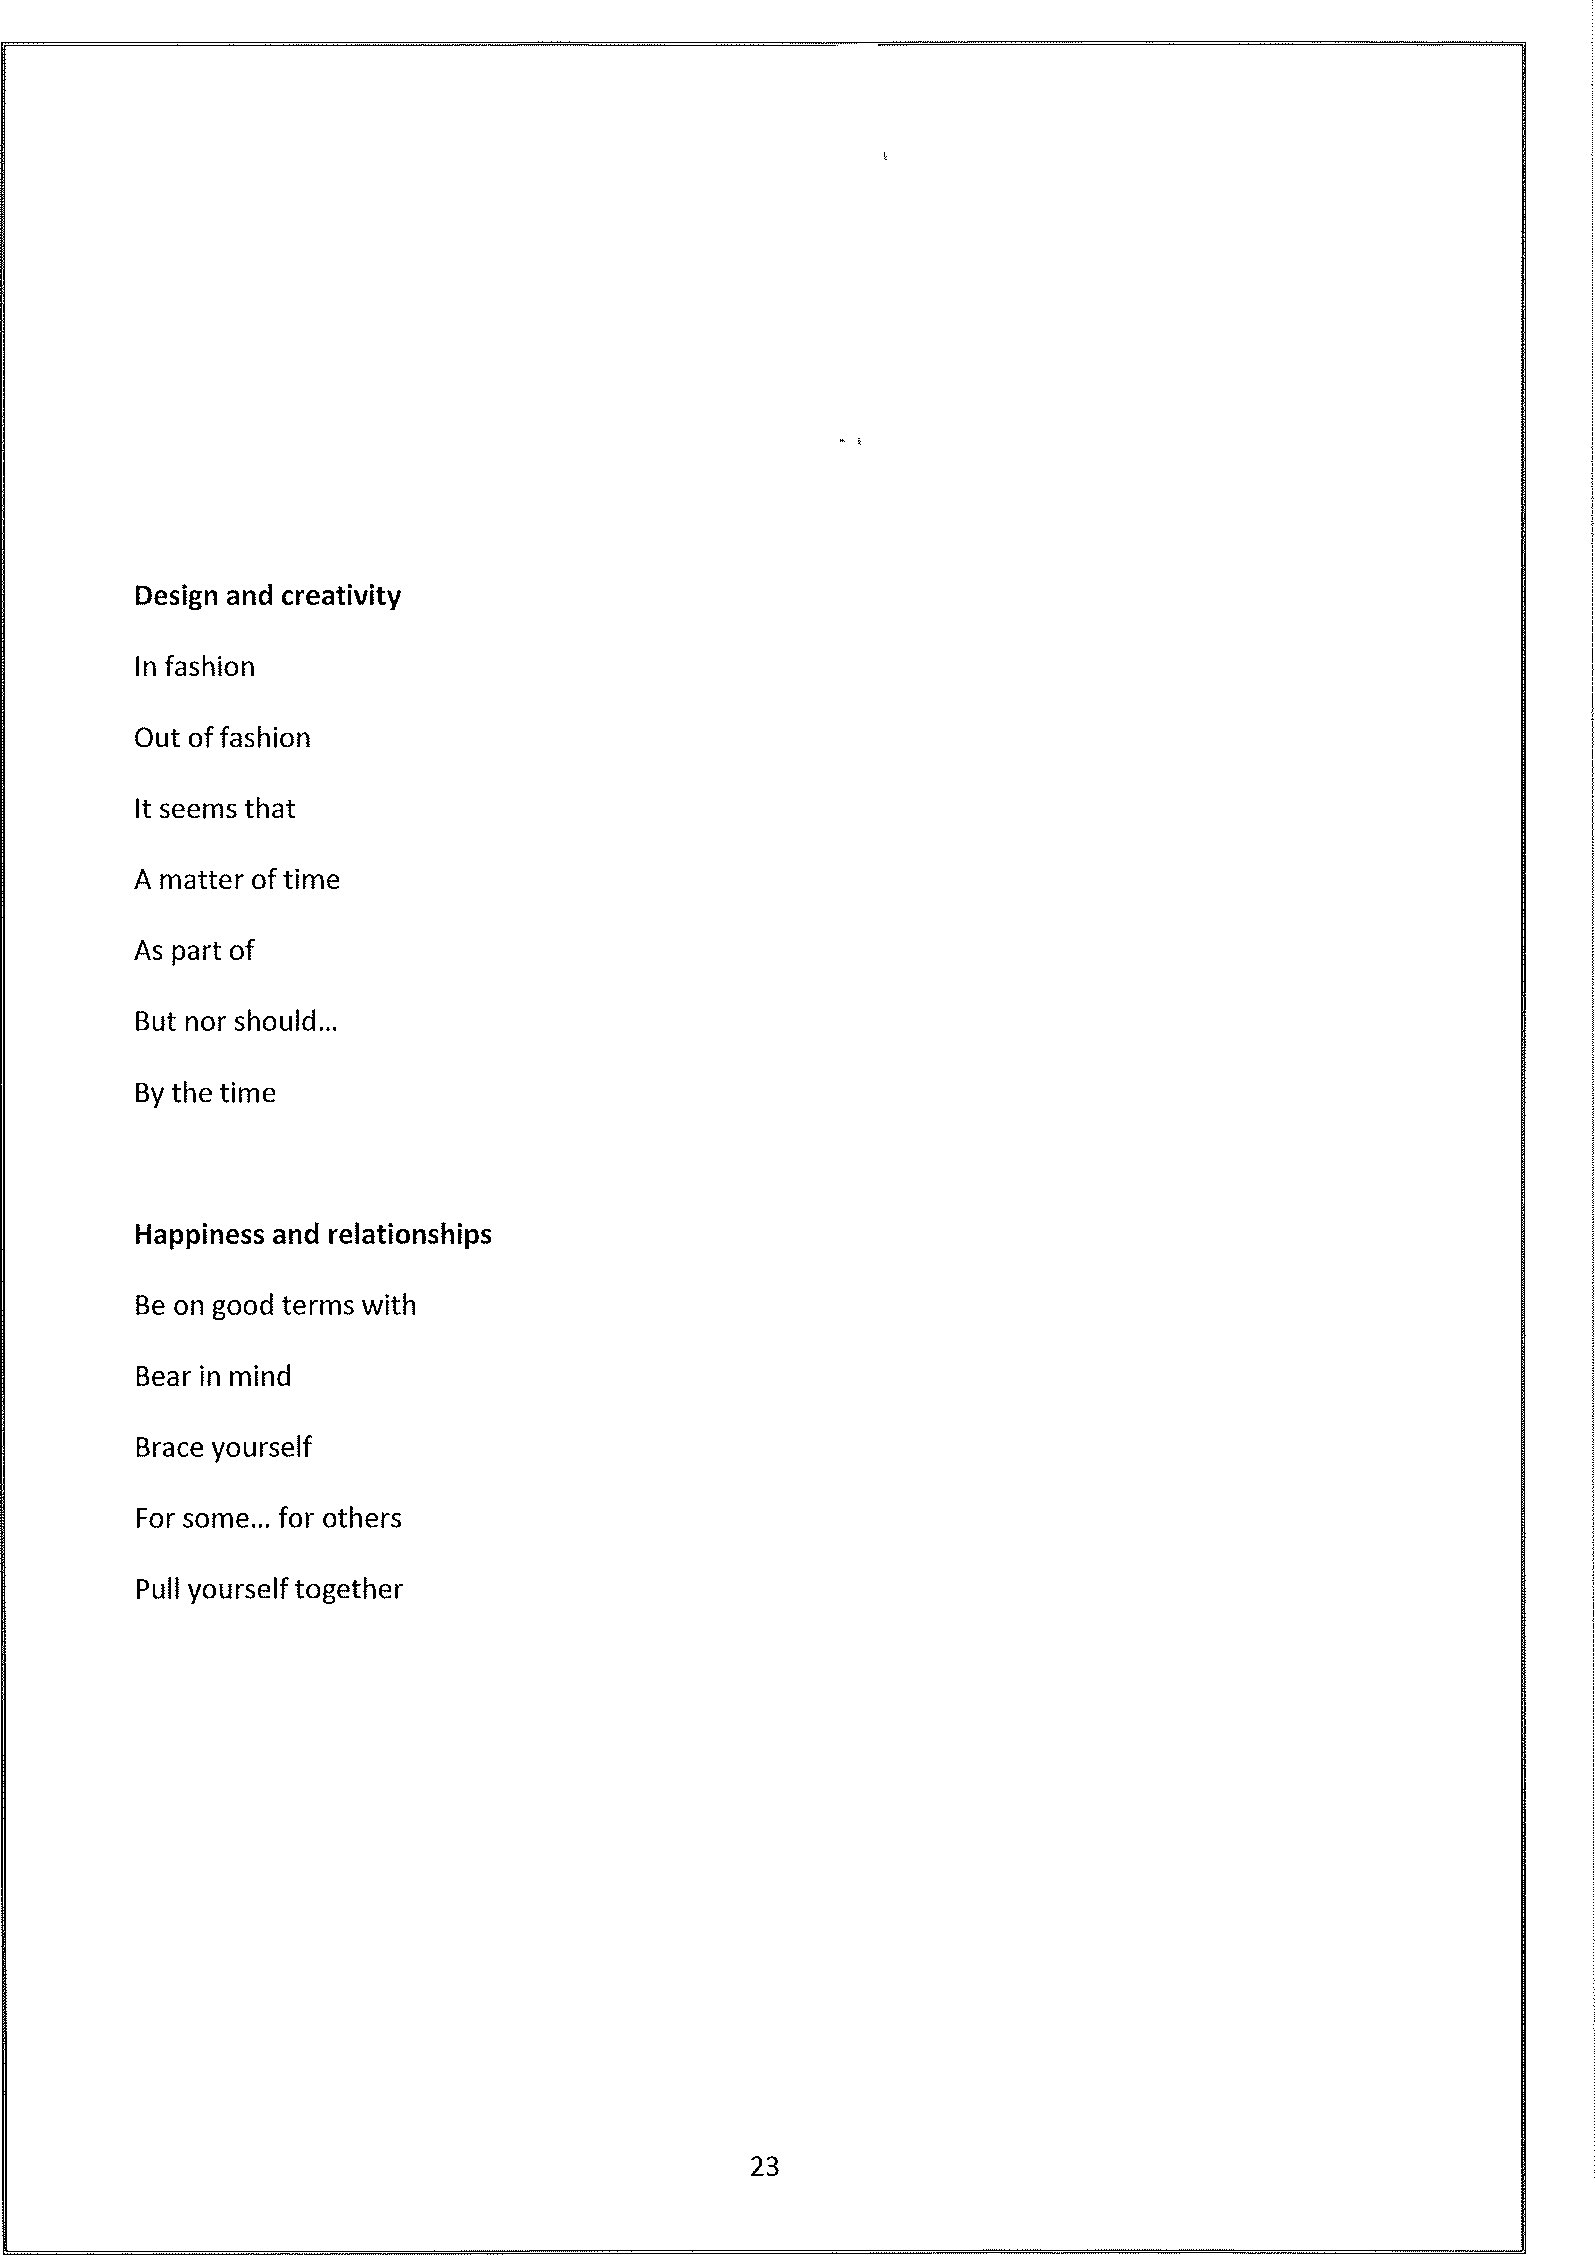 Design and creativity
In fashion
Out of fashion
It seems that
A matter of time
As part of
But nor should...
By the time
Happiness and relationships
Be on good terms with
Bear in mind
Brace yourself
For some... for others
Pull yourself together
23